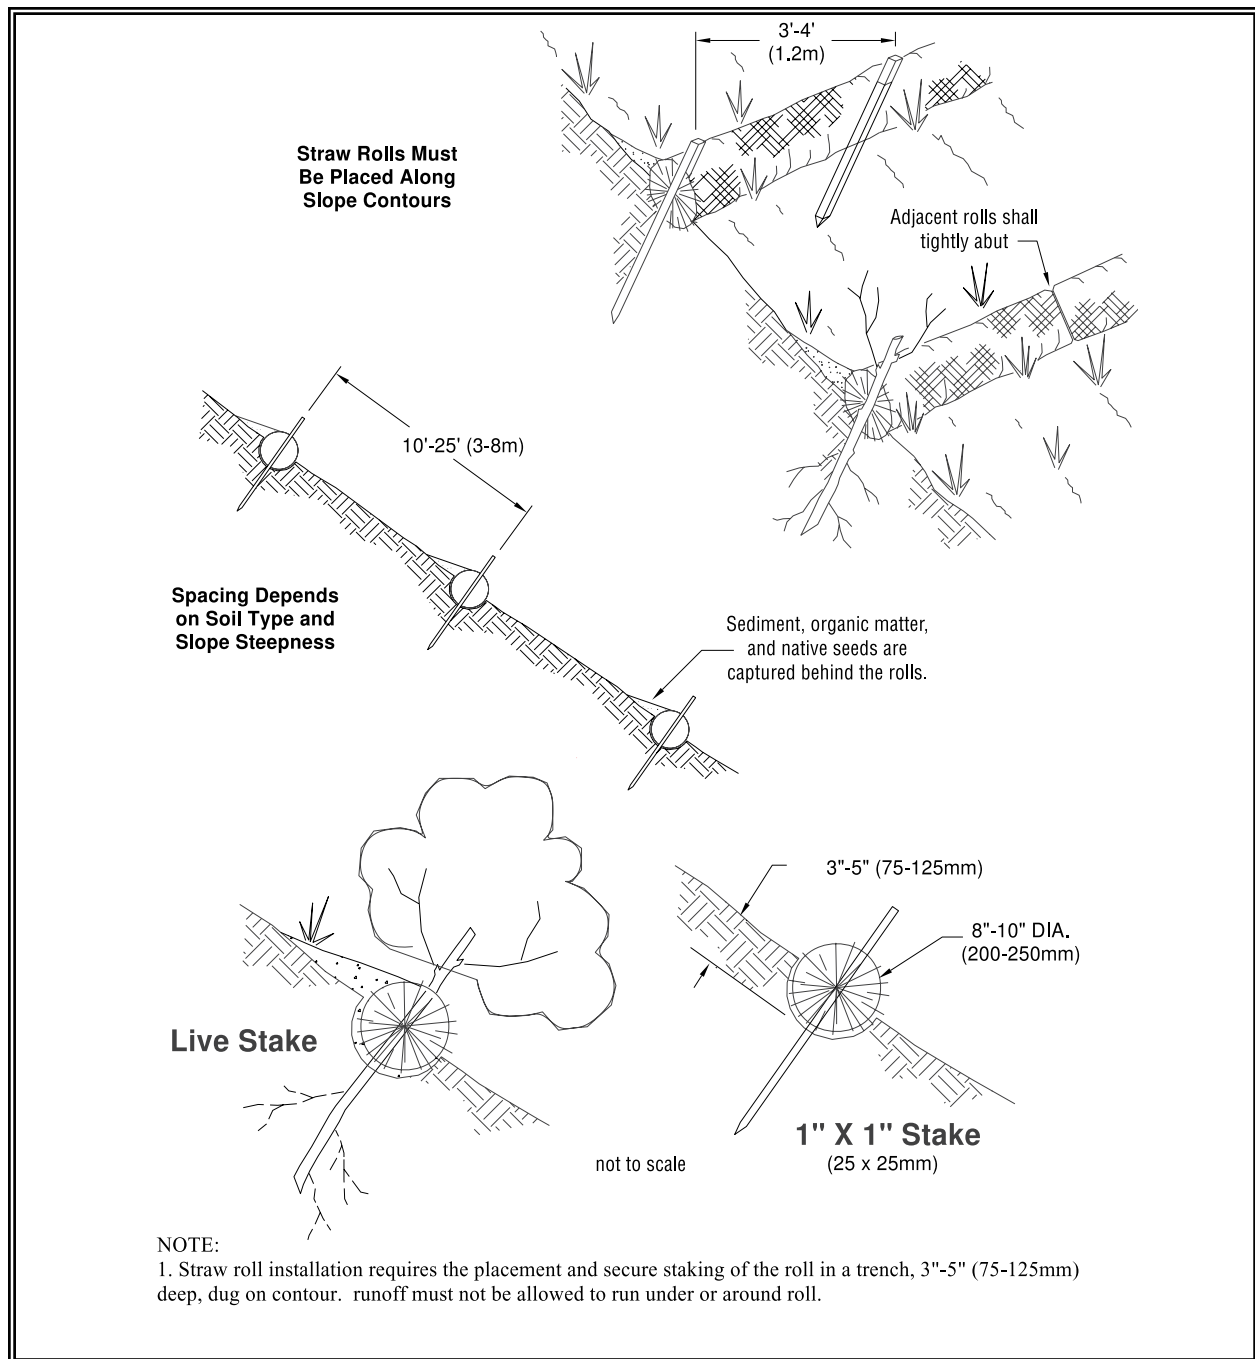 3'-4'
(1.2m)
Straw Rolls Must
Be Placed Along
Slope Contours
Adjacent rolls shall
tightly abut
10'-25' (3-8m)
Spacing Depends
on Soil Type and
Slope Steepness
Sediment, organic matter,
and native seeds are
captured behind the rolls.
3"-5" (75-125mm)
8"-10" DIA.
(200-250mm)
Live Stake
1" X 1" Stake
(25 x 25mm)
not to scale
NOTE:
1. Straw roll installation requires the placement and secure staking of the roll in a trench, 3"-5" (75-125mm)
deep, dug on contour.  runoff must not be allowed to run under or around roll.